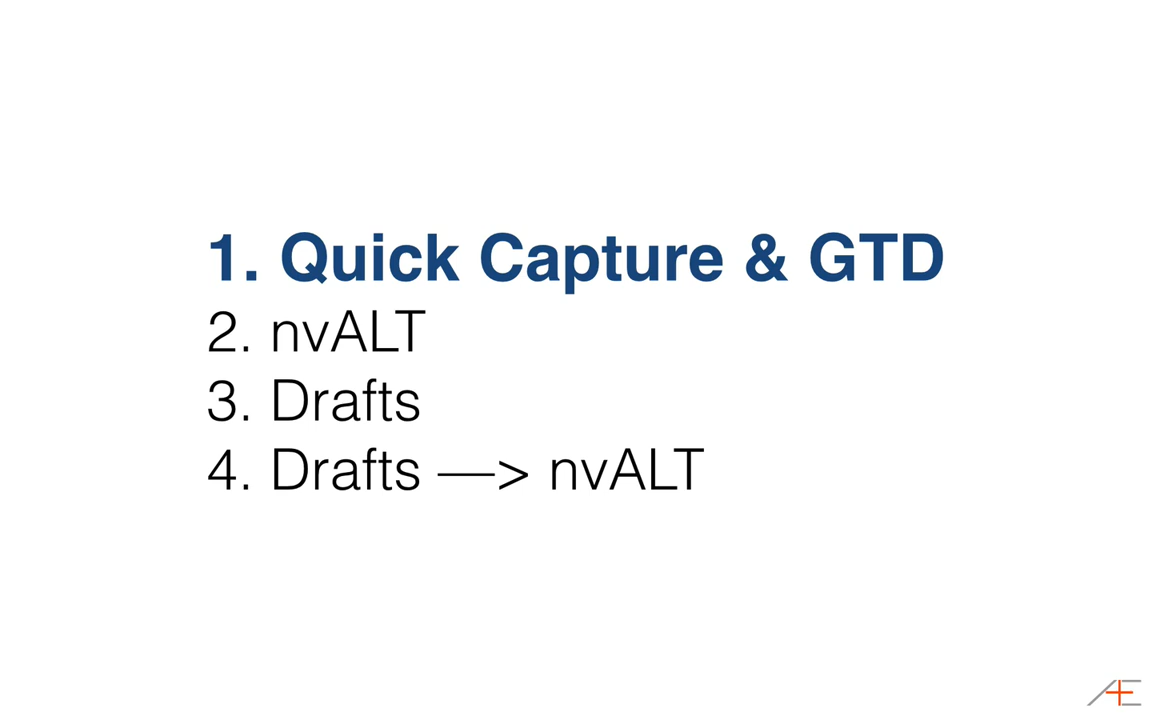 1. Quick Capture & GTD
2. nvALT
3. Drafts
4. Drafts —> nvALT